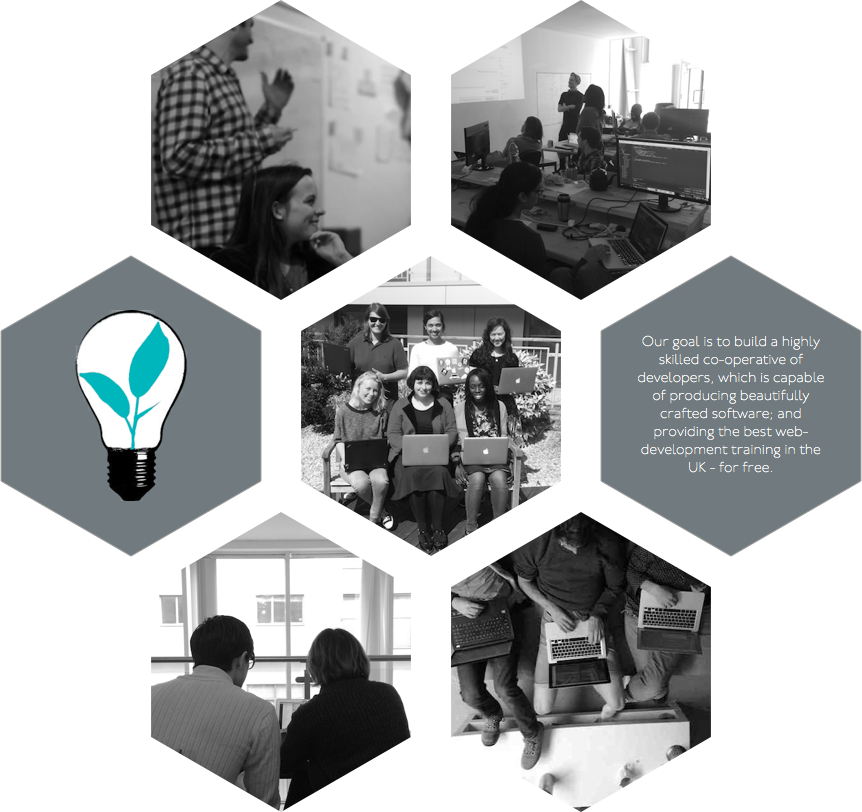 Our goal is to build a highly
skilled co-operative of
developers, which is capable
of producing beautifully
crafted software; and
providing the best web-
development training in the
UK - for free.